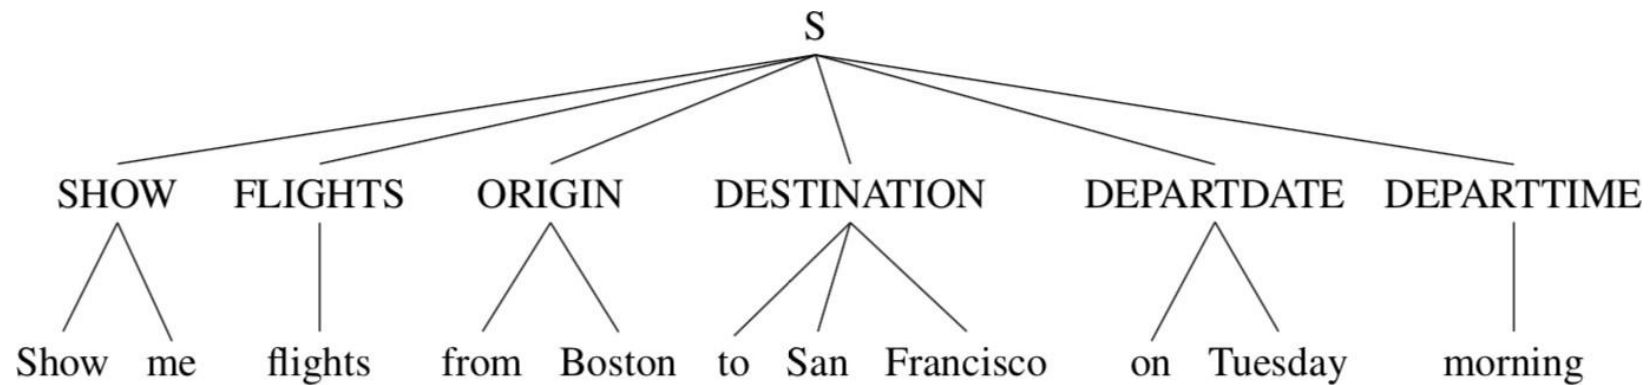 S
SHOW FLIGHTS ORIGIN DESTINATION DEPARTDATE DEPARTTIME
Show me flights from Boston to San Francisco on Tuesday morning